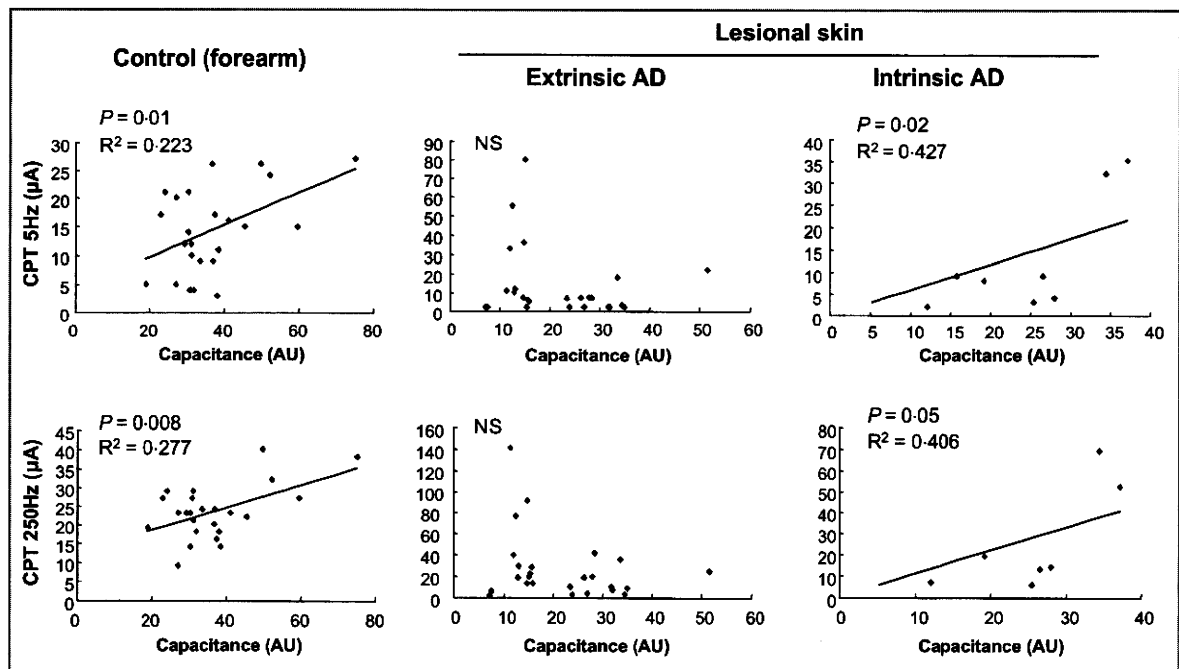 Lesional skin
Control (forearm)
Extrinsic AD
Intrinsic AD
P = 0·01
R² = 0·223
CPT 5Hz (µA)
30
25
20
15
10
5
0
0 20 40 60 80
Capacitance (AU)
NS
90
80
70
60
50
40
30
20
10
0
0 10 20 30 40 50 60
Capacitance (AU)
P = 0·02
R² = 0·427
40
35
30
25
20
15
10
5
0
0 5 10 15 20 25 30 35 40
Capacitance (AU)
P = 0·008
R² = 0·277
CPT 250Hz (µA)
45
40
35
30
25
20
15
10
5
0
0 20 40 60 80
Capacitance (AU)
NS
160
140
120
100
80
60
40
20
0
0 10 20 30 40 50 60
Capacitance (AU)
P = 0·05
R² = 0·406
80
70
60
50
40
30
20
10
0
0 10 20 30 40
Capacitance (AU)